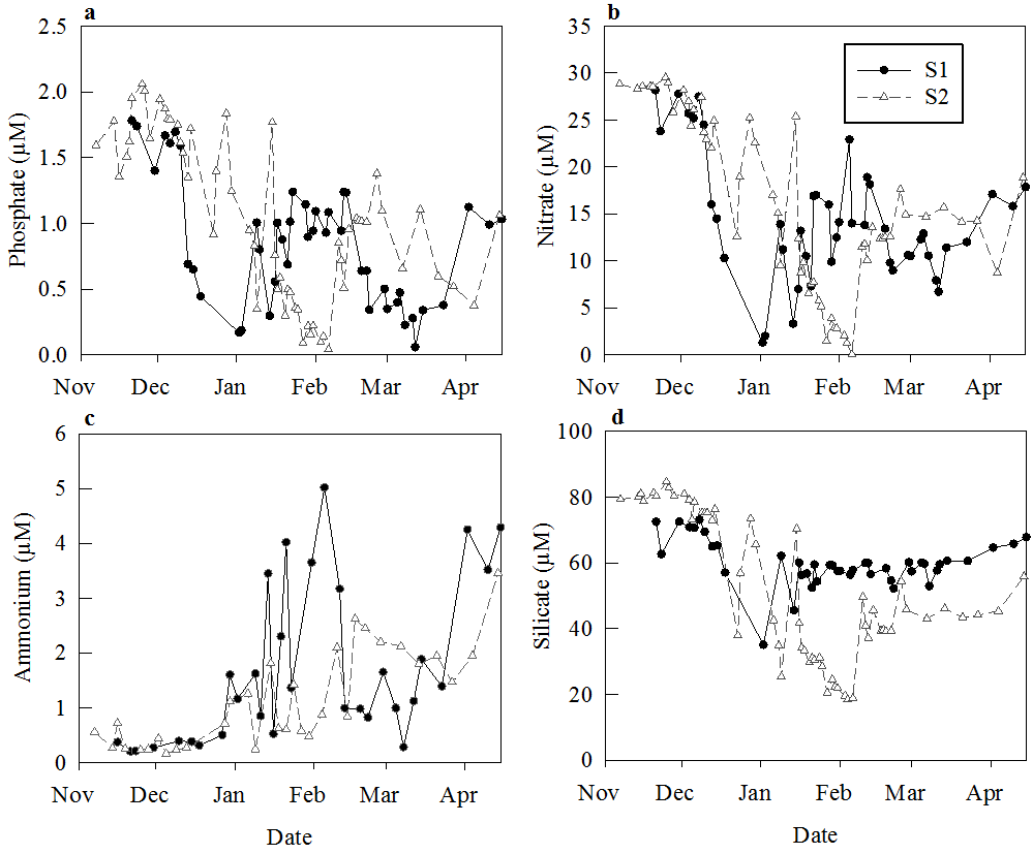 a
Phosphate (µM)
2.5
2.0
1.5
1.0
0.5
0.0
Nov Dec Jan Feb Mar Apr
b
Nitrate (µM)
35
30
25
20
15
10
5
0
Nov Dec Jan Feb Mar Apr
S1
S2
c
Ammonium (µM)
6
5
4
3
2
1
0
Nov Dec Jan Feb Mar Apr
Date
d
Silicate (µM)
100
80
60
40
20
0
Nov Dec Jan Feb Mar Apr
Date